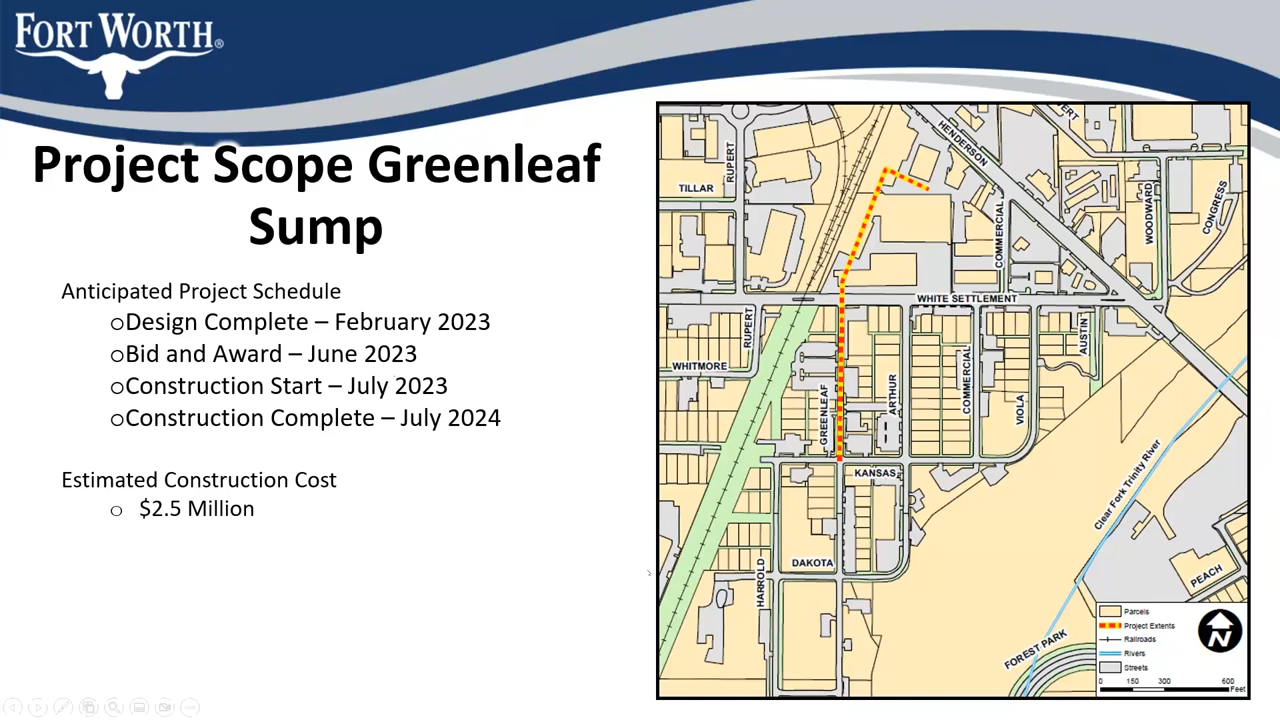 FORT WORTH®
Project Scope Greenleaf
Sump
Anticipated Project Schedule
oDesign Complete – February 2023
oBid and Award – June 2023
oConstruction Start – July 2023
oConstruction Complete – July 2024
Estimated Construction Cost
o $2.5 Million
HENDERSON
RUPERT
TILLAR
WOODWARD
CONGRESS
COMMERCIAL
WHITE SETTLEMENT
RUPERT
AUSTIN
WHITMORE
GREENLEAF
ARTHUR
COMMERCIAL
VIOLA
KANSAS
Clear Fork Trinity River
DAKOTA
HARROLD
PEACH
FOREST PARK
Parcels
Project Extents
Railroads
Rivers
Streets
N
0 150 300 600
Feet